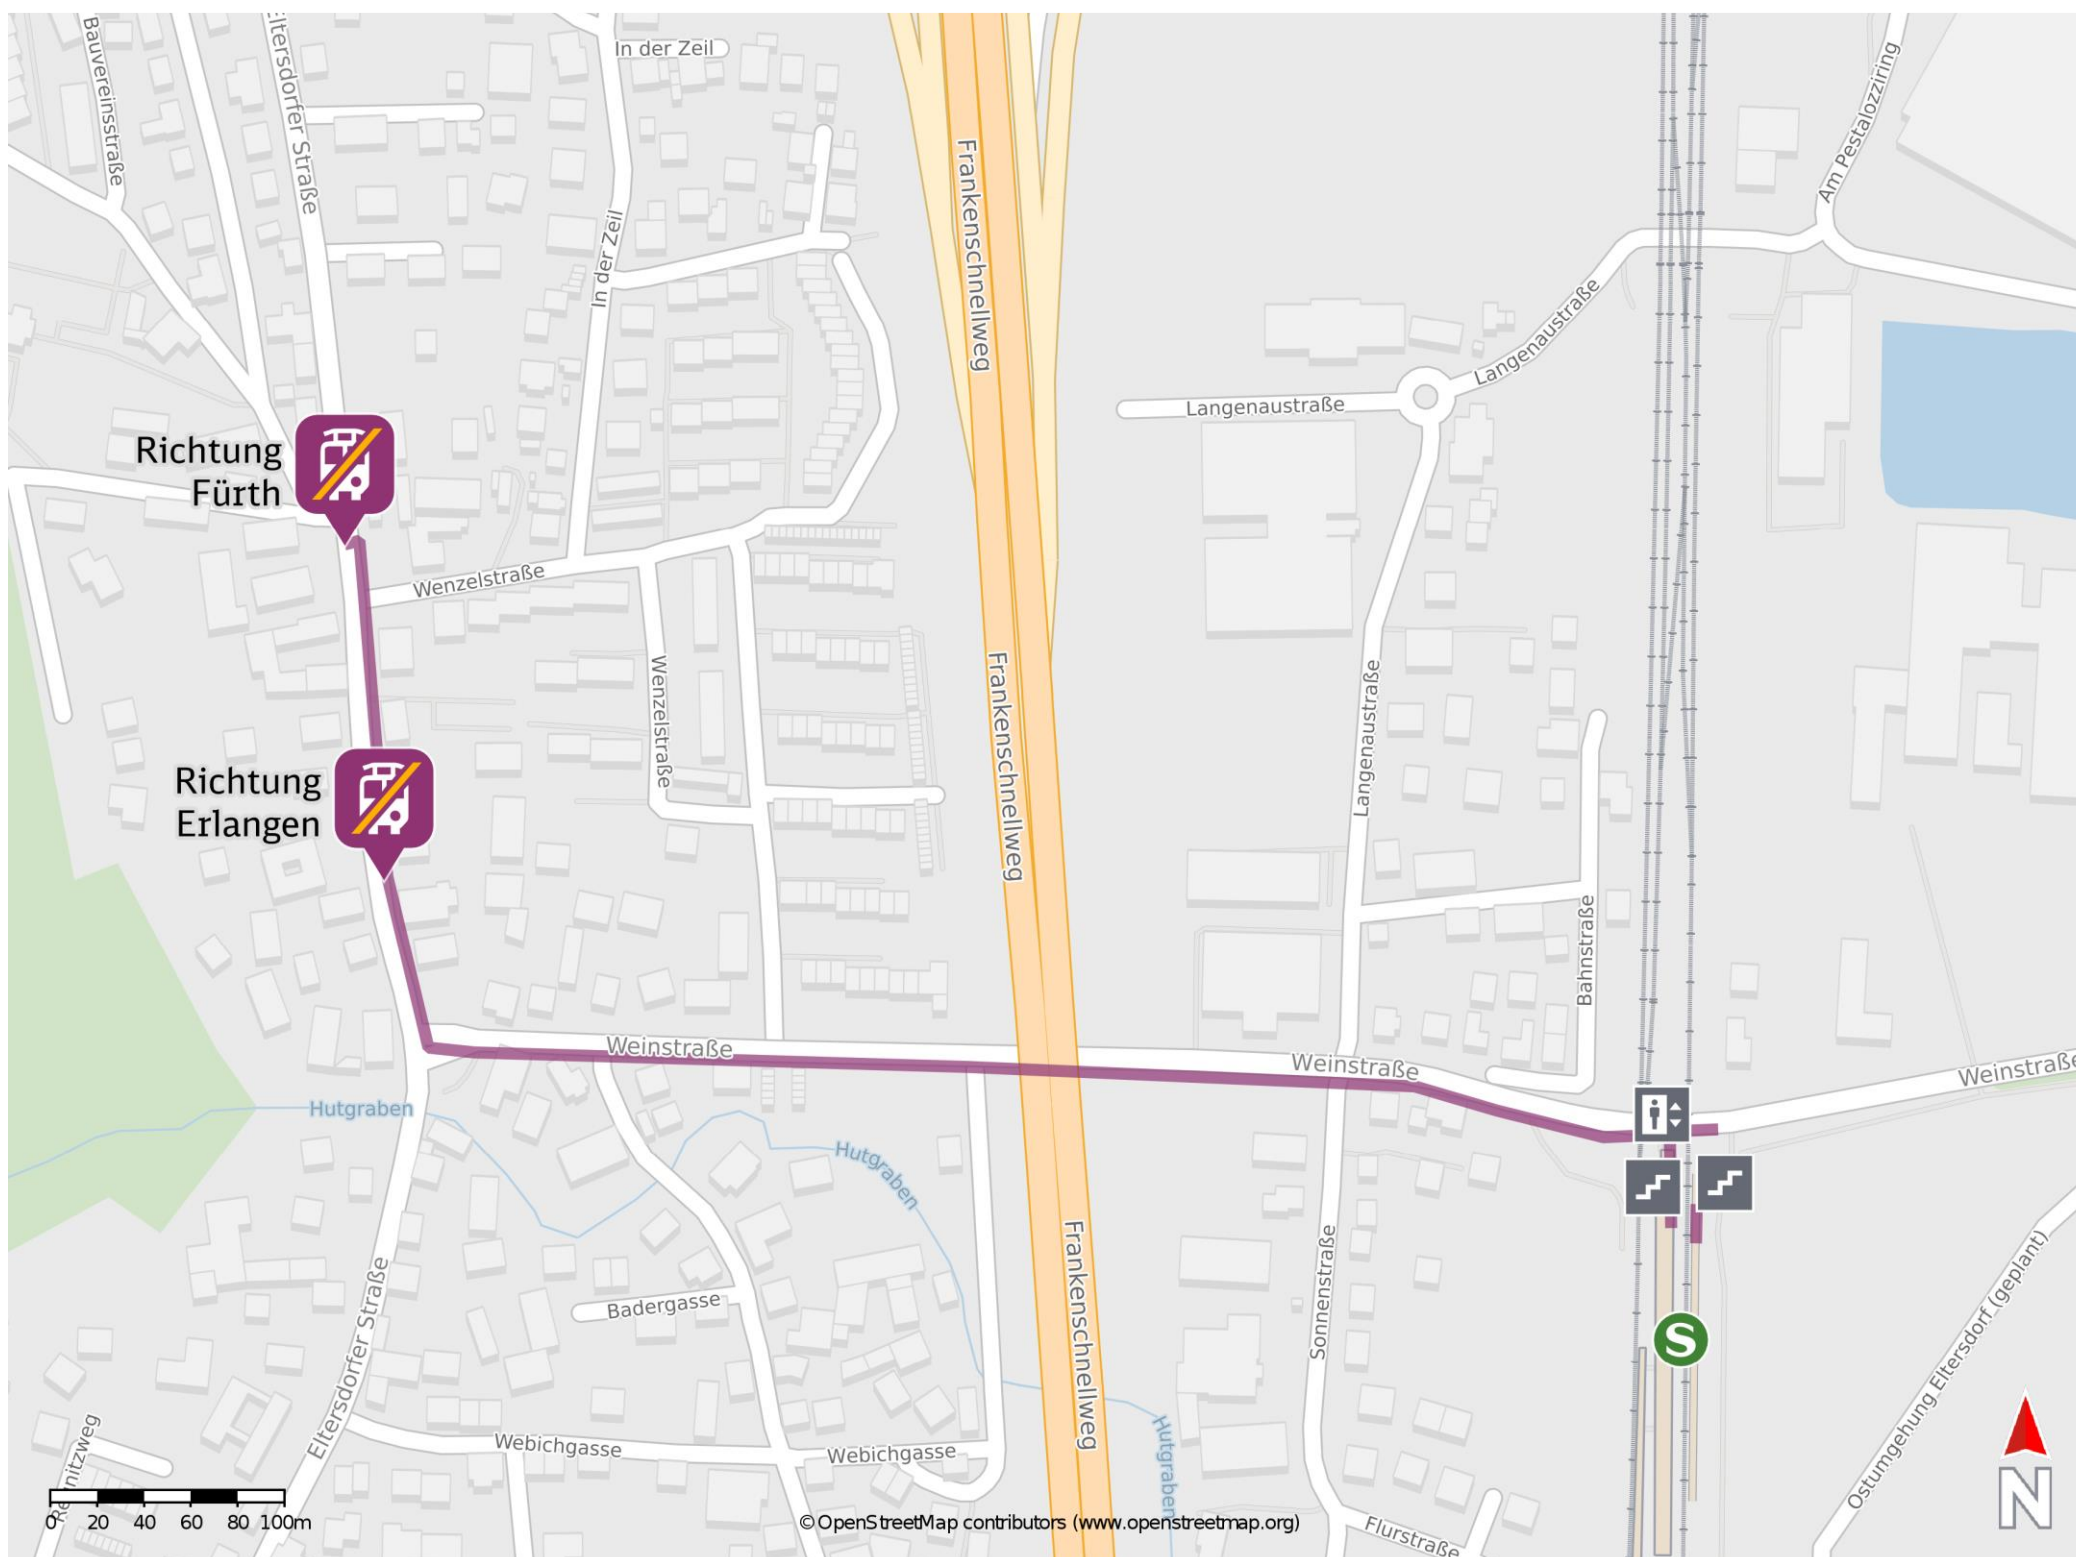 Bauvereinsstraße
Eltersdorfer Straße
In der Zeil
Am Pestalozziring
Frankenschnellweg
In der Zeil
Langenaustraße
Langenaustraße
Richtung
Fürth
Wenzelstraße
Wenzelstraße
Frankenschnellweg
Langenaustraße
Richtung
Erlangen
Bahnstraße
Weinstraße
Weinstraße
Weinstraße
Hutgraben
Hutgraben
Frankenschnellweg
Sonnenstraße
Eltersdorfer Straße
Badergasse
S
Ostumgehung Eltersdorf (geplant)
Webichgasse
Webichgasse
Hutgraben
Regnitzweg
0 20 40 60 80 100m
© OpenStreetMap contributors (www.openstreetmap.org)
Flurstraße
N